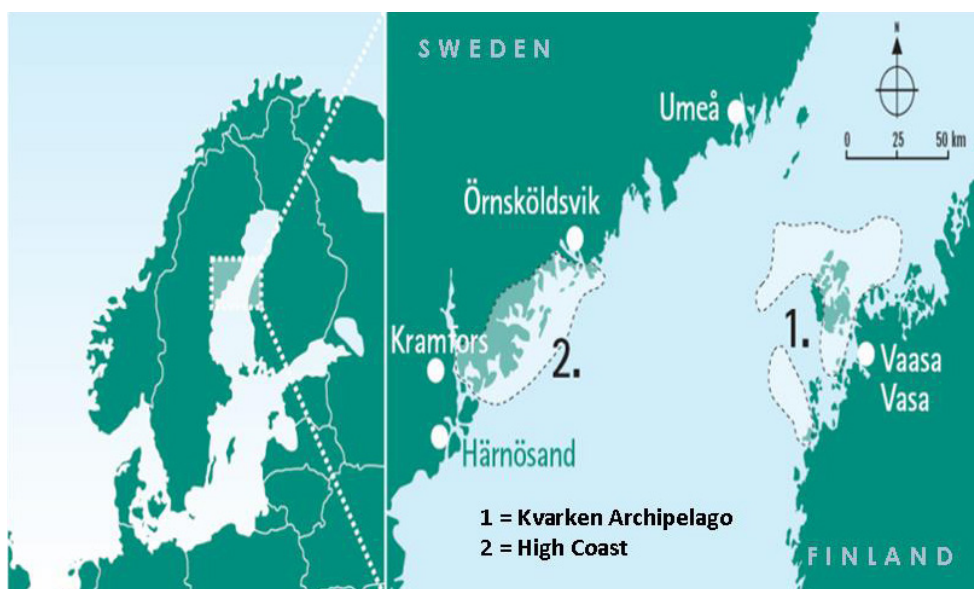 SWEDEN
N
Umeå
0 25 50 km
Örnsköldsvik
1.
Kramfors
2.
Vaasa
Vasa
Härnösand
1 = Kvarken Archipelago
2 = High Coast
FINLAND